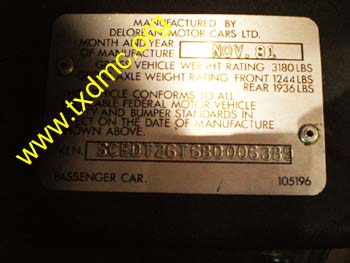 MANUFACTURED BY
DELOREAN MOTOR CARS LTD.
MONTH AND YEAR
OF MANUFACTURE NOV. 81
VEHICLE WEIGHT RATING 3180 LBS
AXLE WEIGHT RATING FRONT 1244 LBS
REAR 1936 LBS
VEHICLE CONFORMS TO ALL
FEDERAL MOTOR VEHICLE
AND BUMPER STANDARDS IN
ON THE DATE OF MANUFACTURE
SHOWN ABOVE.
V.I.N.
PASSENGER CAR. 105196
www.txdmc.org